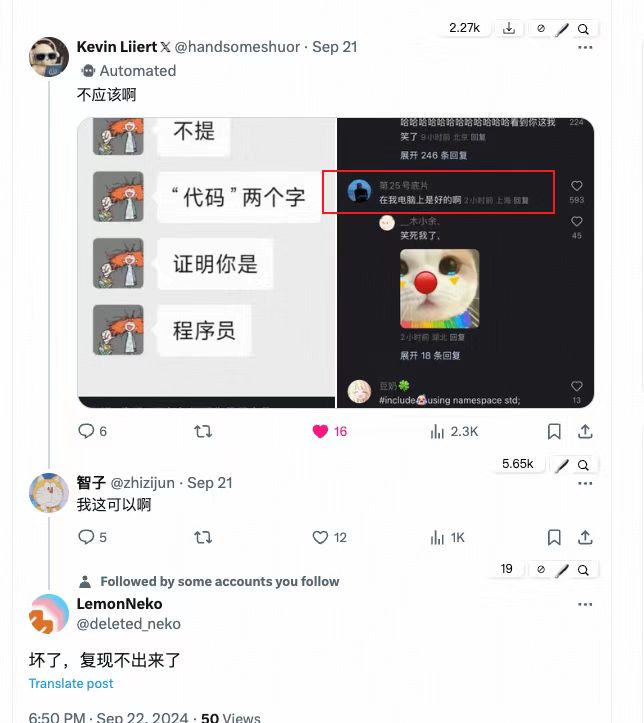 2.27k
Kevin Liiert 𝕏 @handsomeshuor · Sep 21
Automated
不应该啊
不提
“代码”两个字
证明你是
程序员
哈哈哈哈哈哈哈哈哈哈哈看到你这我
笑了 9小时前 北京 回复
224
展开 246 条回复
第25号底片
在我电脑上是好的啊 2小时前 上海 回复
593
__木小余、
笑死我了,
45
2小时前 湖北 回复
展开 18 条回复
豆奶🍀
#include🤡using namespace std;
13
6
16
2.3K
5.65k
智子 @zhizijun · Sep 21
我这可以啊
5
12
1K
19
Followed by some accounts you follow
LemonNeko
@deleted_neko
坏了，复现不出来了
Translate post
6:50 PM · Sep 22, 2024 · 50 Views